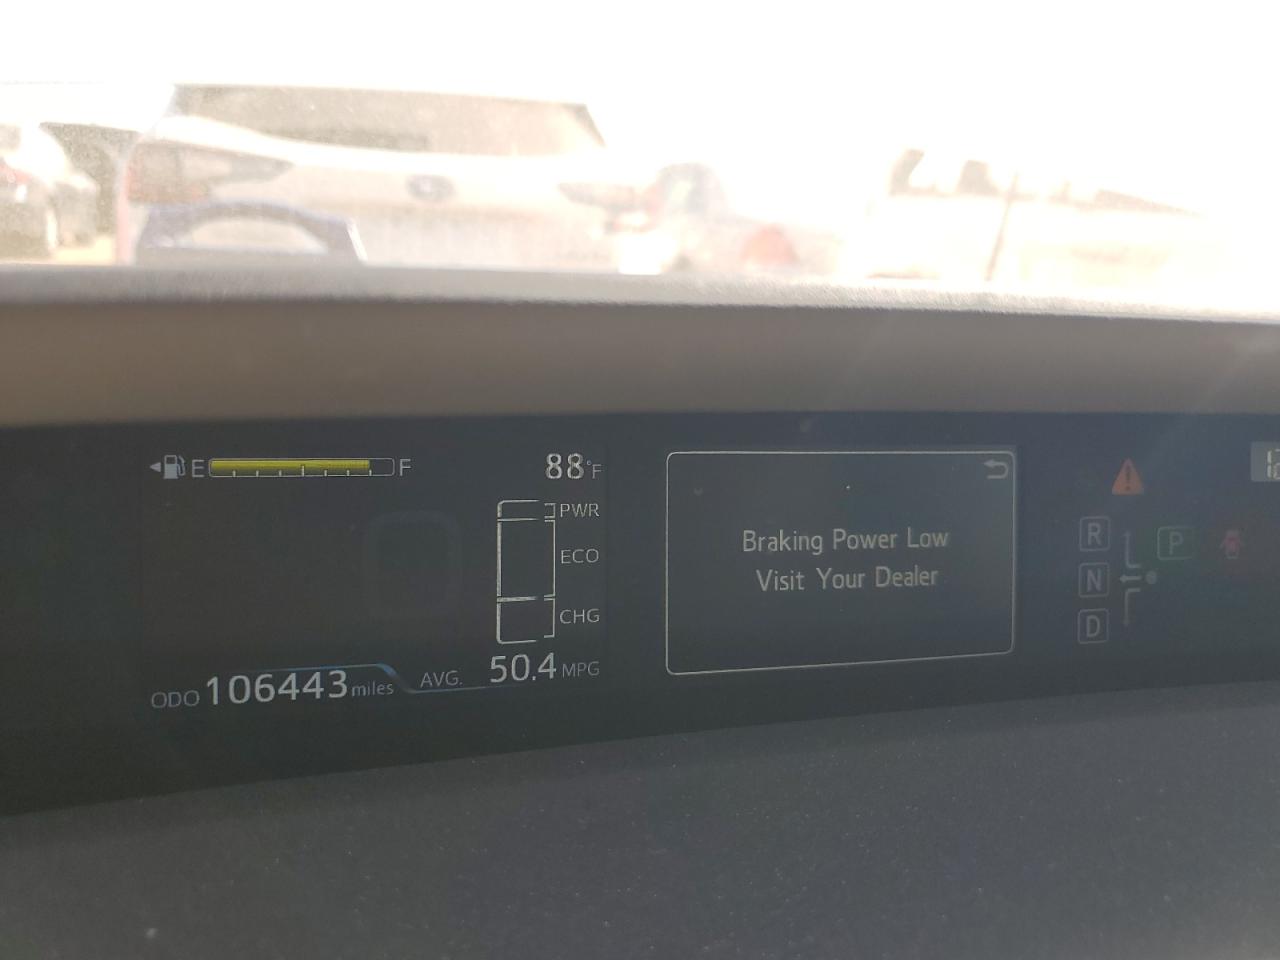 E F
88°F
PWR
ECO
CHG
ODO 106443 miles
AVG. 50.4 MPG
Braking Power Low
Visit Your Dealer
R
N
D
P